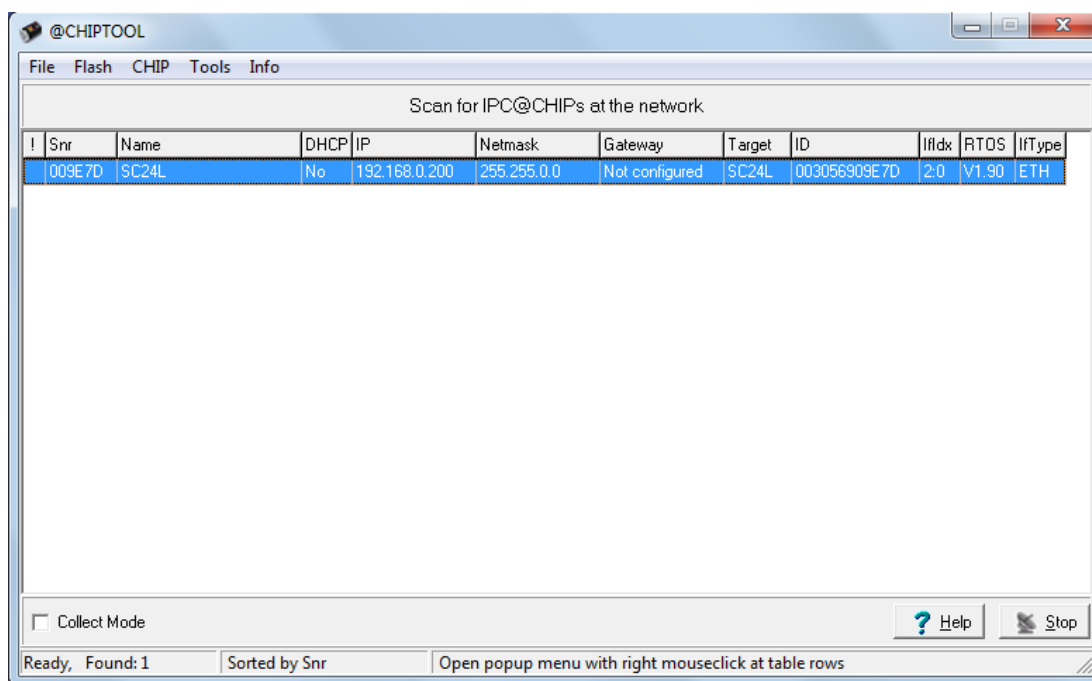 @CHIPTOOL
File Flash CHIP Tools Info
Scan for IPC@CHIPs at the network
! Snr Name DHCP IP Netmask Gateway Target ID IfIdx RTOS IfType
009E7D SC24L No 192.168.0.200 255.255.0.0 Not configured SC24L 003056909E7D 2:0 V1.90 ETH
Collect Mode ? Help Stop
Ready, Found: 1 Sorted by Snr Open popup menu with right mouseclick at table rows